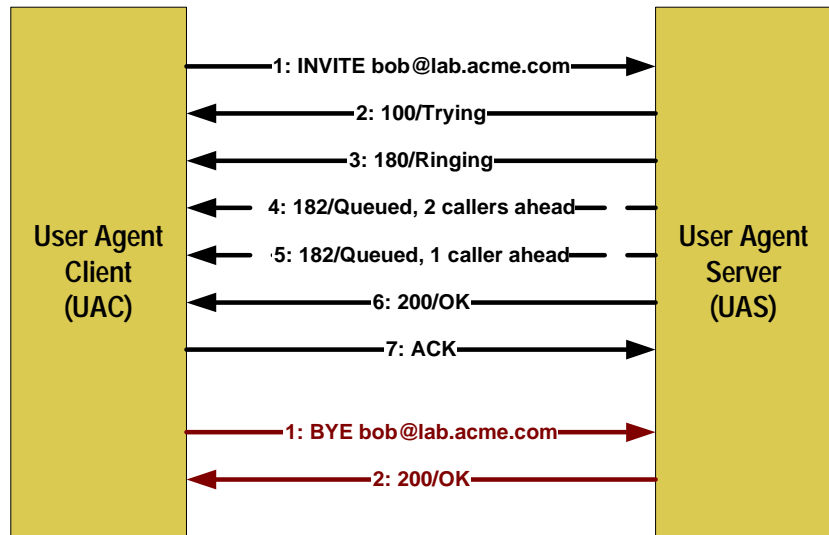 1: INVITE bob@lab.acme.com
2: 100/Trying
3: 180/Ringing
4: 182/Queued, 2 callers ahead
5: 182/Queued, 1 caller ahead
6: 200/OK
7: ACK
User Agent
Client
(UAC)
User Agent
Server
(UAS)
1: BYE bob@lab.acme.com
2: 200/OK